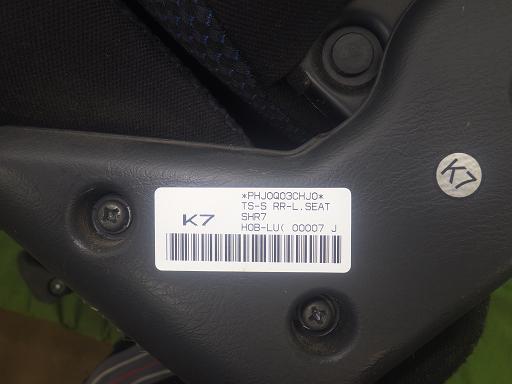 *PHJ0Q03CHJ0*
TS-S RR-L.SEAT
K7 SHR7
HOB-LU( 00007 J
K7